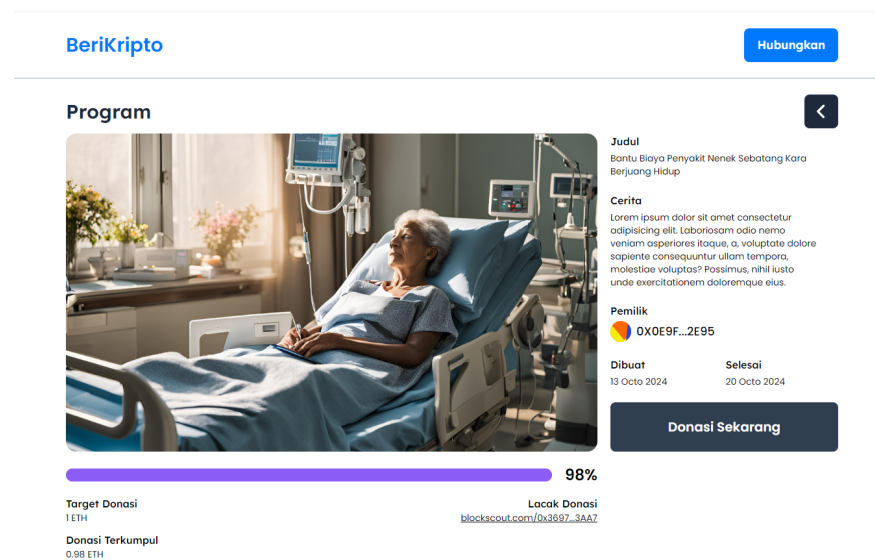 BeriKripto
Hubungkan
Program
Judul
Bantu Biaya Penyakit Nenek Sebatang Kara
Berjuang Hidup
Cerita
Lorem ipsum dolor sit amet consectetur
adipisicing elit. Laboriosam odio nemo
veniam asperiores itaque, a, voluptate dolore
sapiente consequuntur ullam tempora,
molestiae voluptas? Possimus, nihil iusto
unde exercitationem doloremque eius.
Pemilik
0X0E9F...2E95
Dibuat
13 Octo 2024
Selesai
20 Octo 2024
Donasi Sekarang
98%
Target Donasi
1 ETH
Lacak Donasi
blockscout.com/0x3697...3AA7
Donasi Terkumpul
0.98 ETH